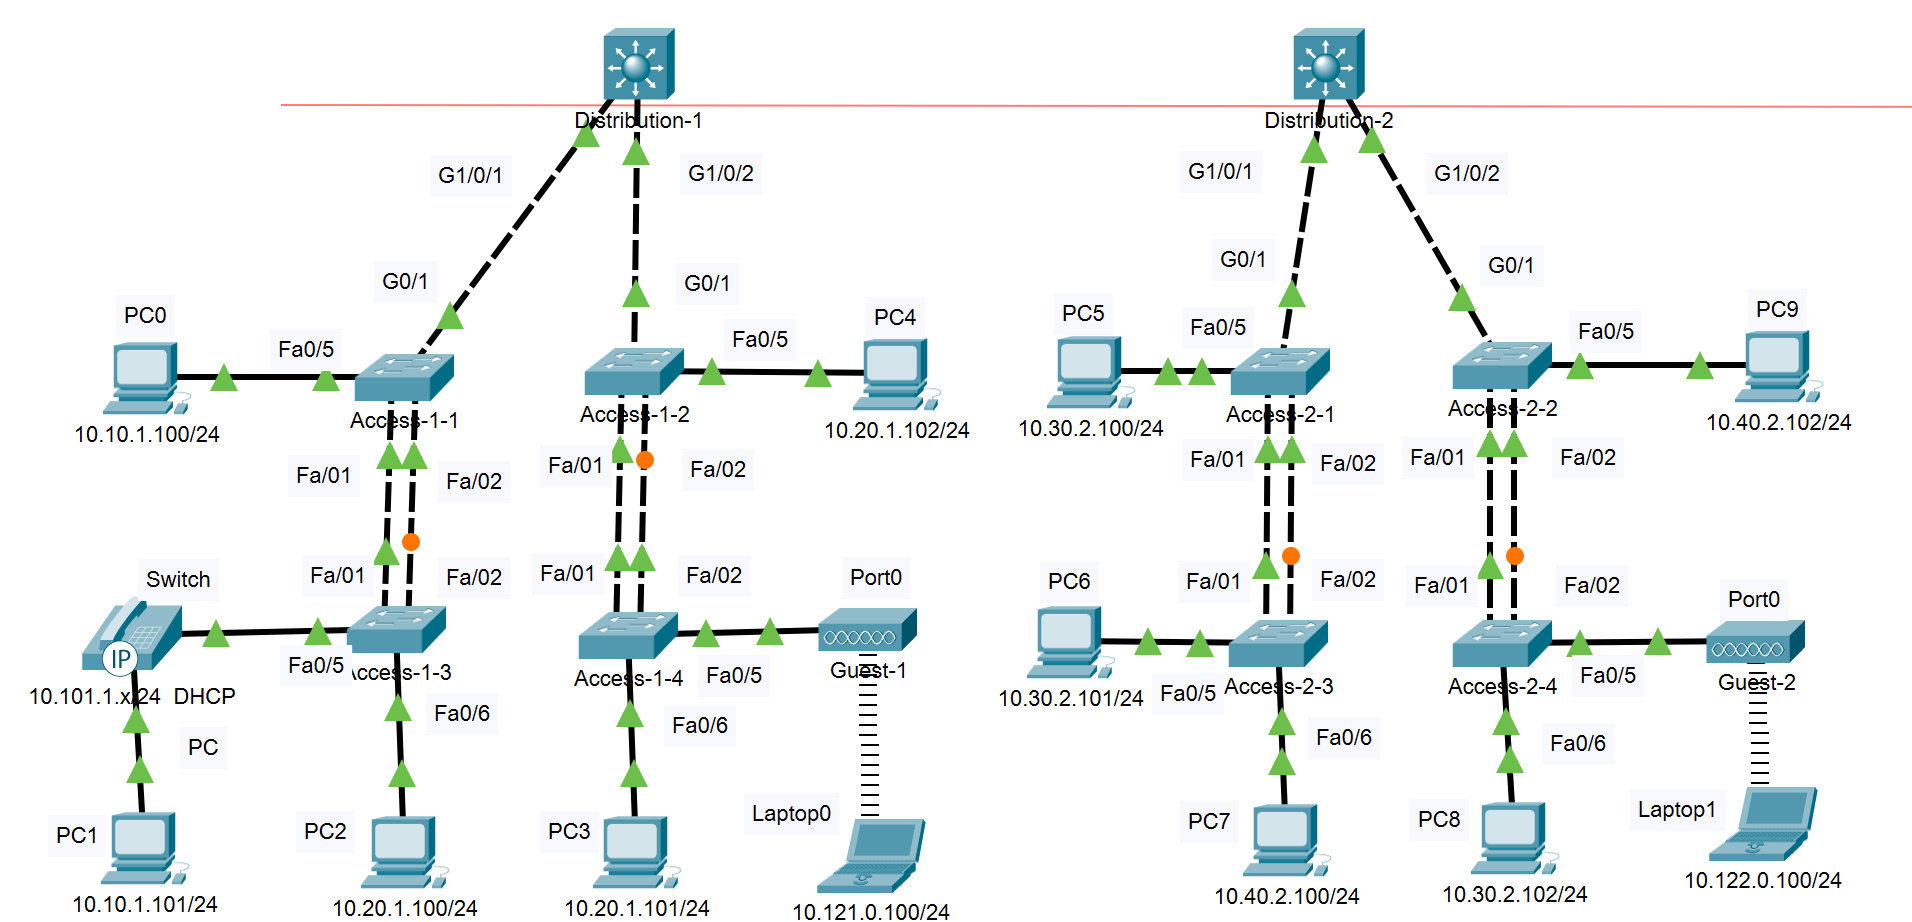 Distribution-1
Distribution-2
G1/0/1
G1/0/2
G1/0/1
G1/0/2
G0/1
G0/1
G0/1
G0/1
PC0
Fa0/5
Fa0/5
PC4
PC5
Fa0/5
Fa0/5
PC9
Access-1-1
Access-1-2
Access-2-1
Access-2-2
10.10.1.100/24
10.20.1.102/24
10.30.2.100/24
10.40.2.102/24
Fa/01
Fa/02
Fa/01
Fa/02
Fa/01
Fa/02
Fa/01
Fa/02
Switch
Fa/01
Fa/02
Fa/01
Fa/02
Port0
PC6
Fa/01
Fa/02
Fa/01
Fa/02
Port0
IP
Fa0/5
Access-1-3
Access-1-4
Fa0/5
Guest-1
Fa0/5
Access-2-3
Access-2-4
Fa0/5
Guest-2
10.101.1.x/24 DHCP
10.30.2.101/24
PC
Fa0/6
Fa0/6
Fa0/6
Fa0/6
PC1
PC2
PC3
Laptop0
PC7
PC8
Laptop1
10.10.1.101/24
10.20.1.100/24
10.20.1.101/24
10.121.0.100/24
10.40.2.100/24
10.30.2.102/24
10.122.0.100/24